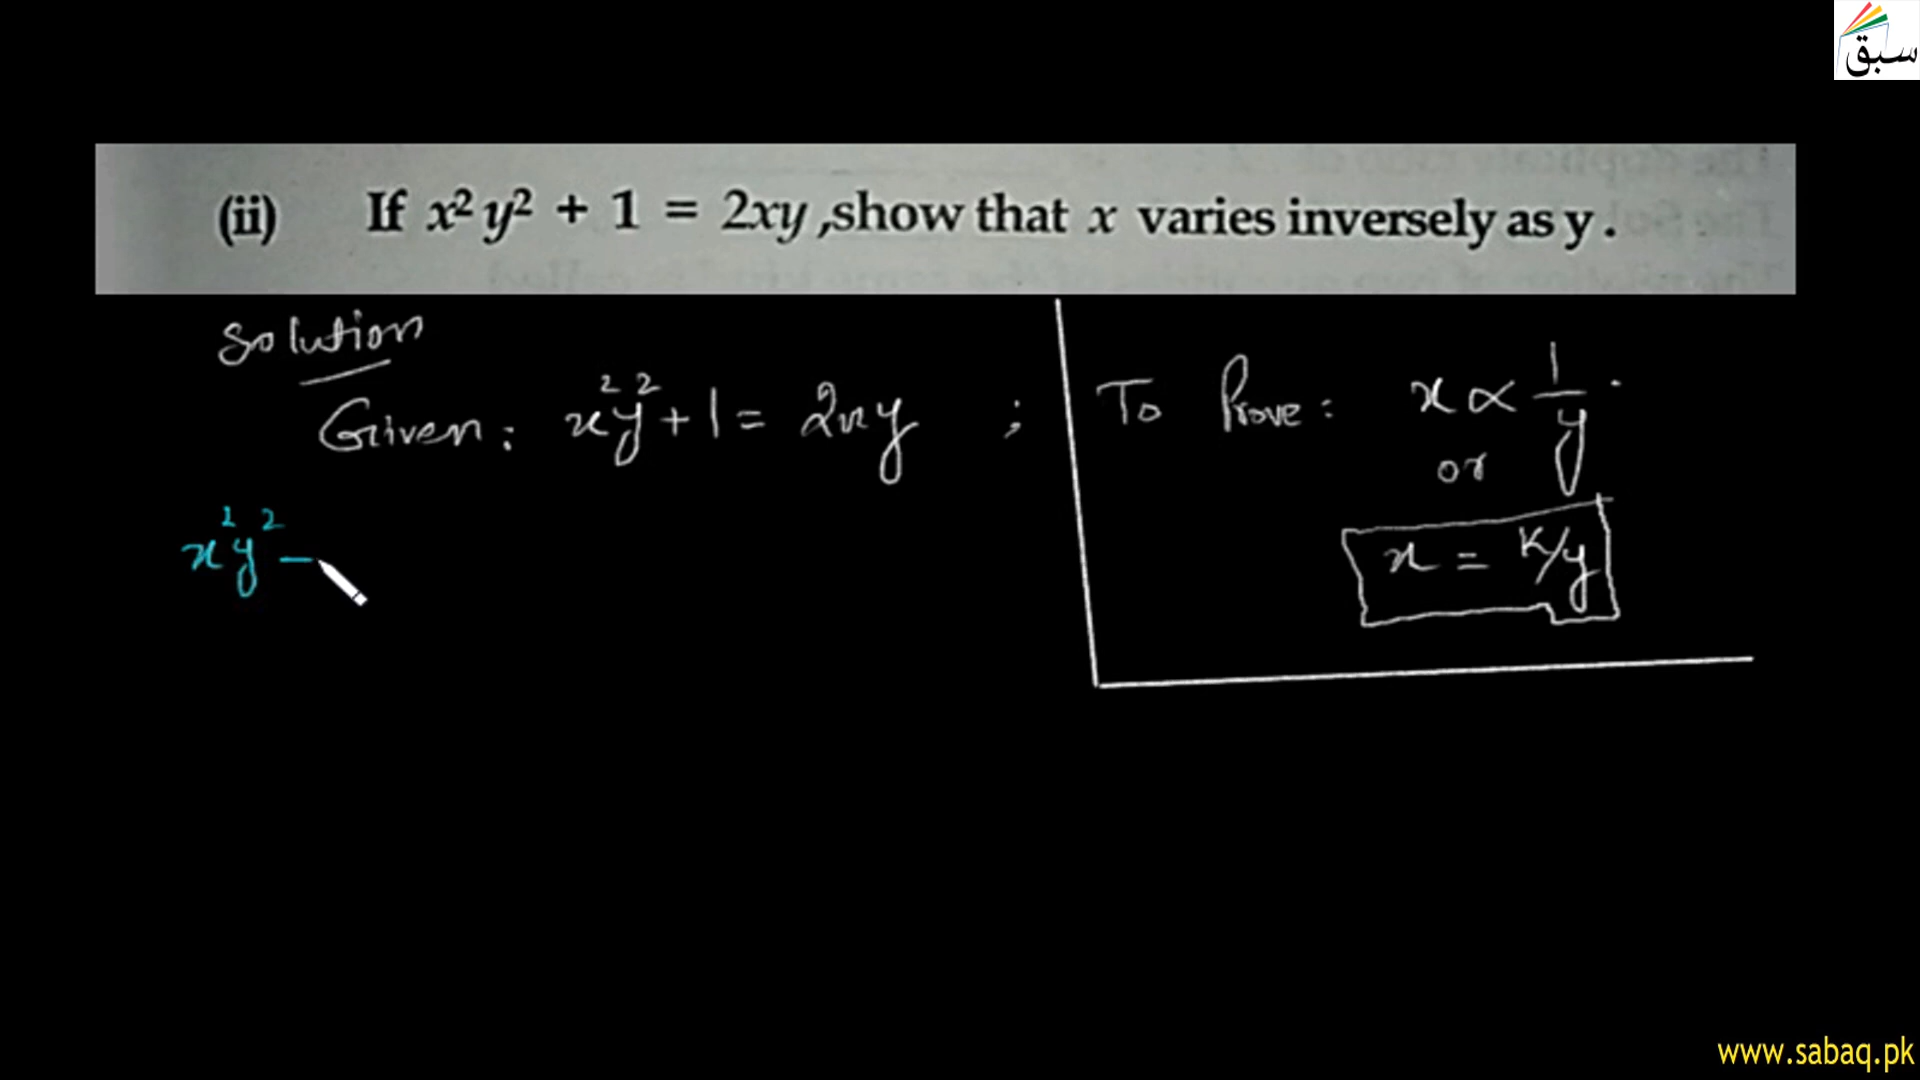 سبق
(ii) If x² y² + 1 = 2xy ,show that x varies inversely as y .
Solution
Given: x²y² + 1 = 2xy ;
To Prove: x ∝ 1/y .
or
x = K/y
x²y² –
www.sabaq.pk